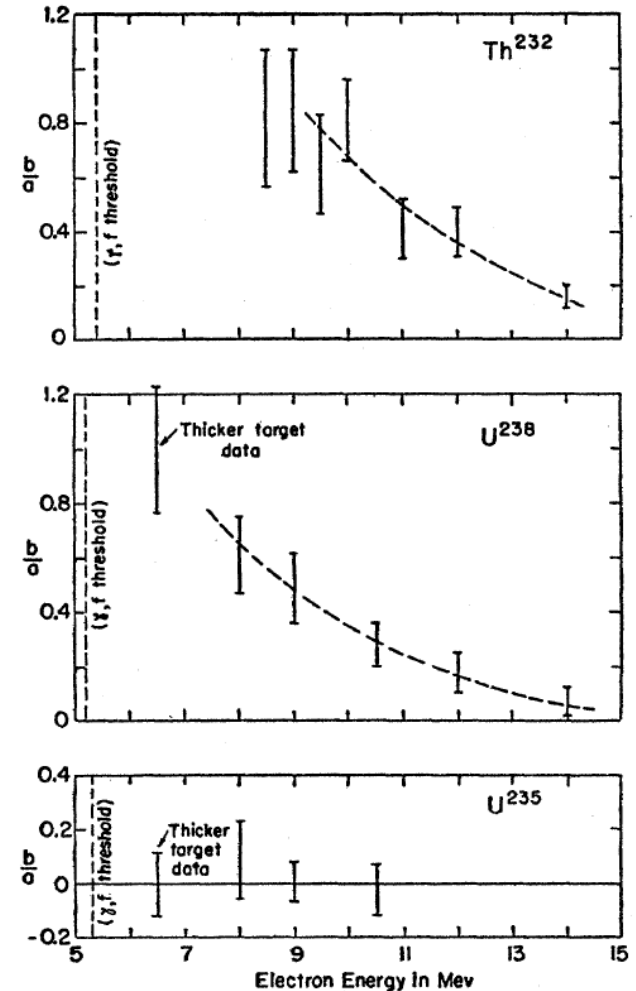 1.2
Th232
0.8
b/a
(γ, f threshold)
0.4
0
1.2
Thicker target
data
U238
0.8
b/a
(γ, f threshold)
0.4
0
0.4
U235
Thicker
target
data
0.2
b/a
(γ, f threshold)
0
-0.2
5 7 9 11 13 15
Electron Energy in Mev